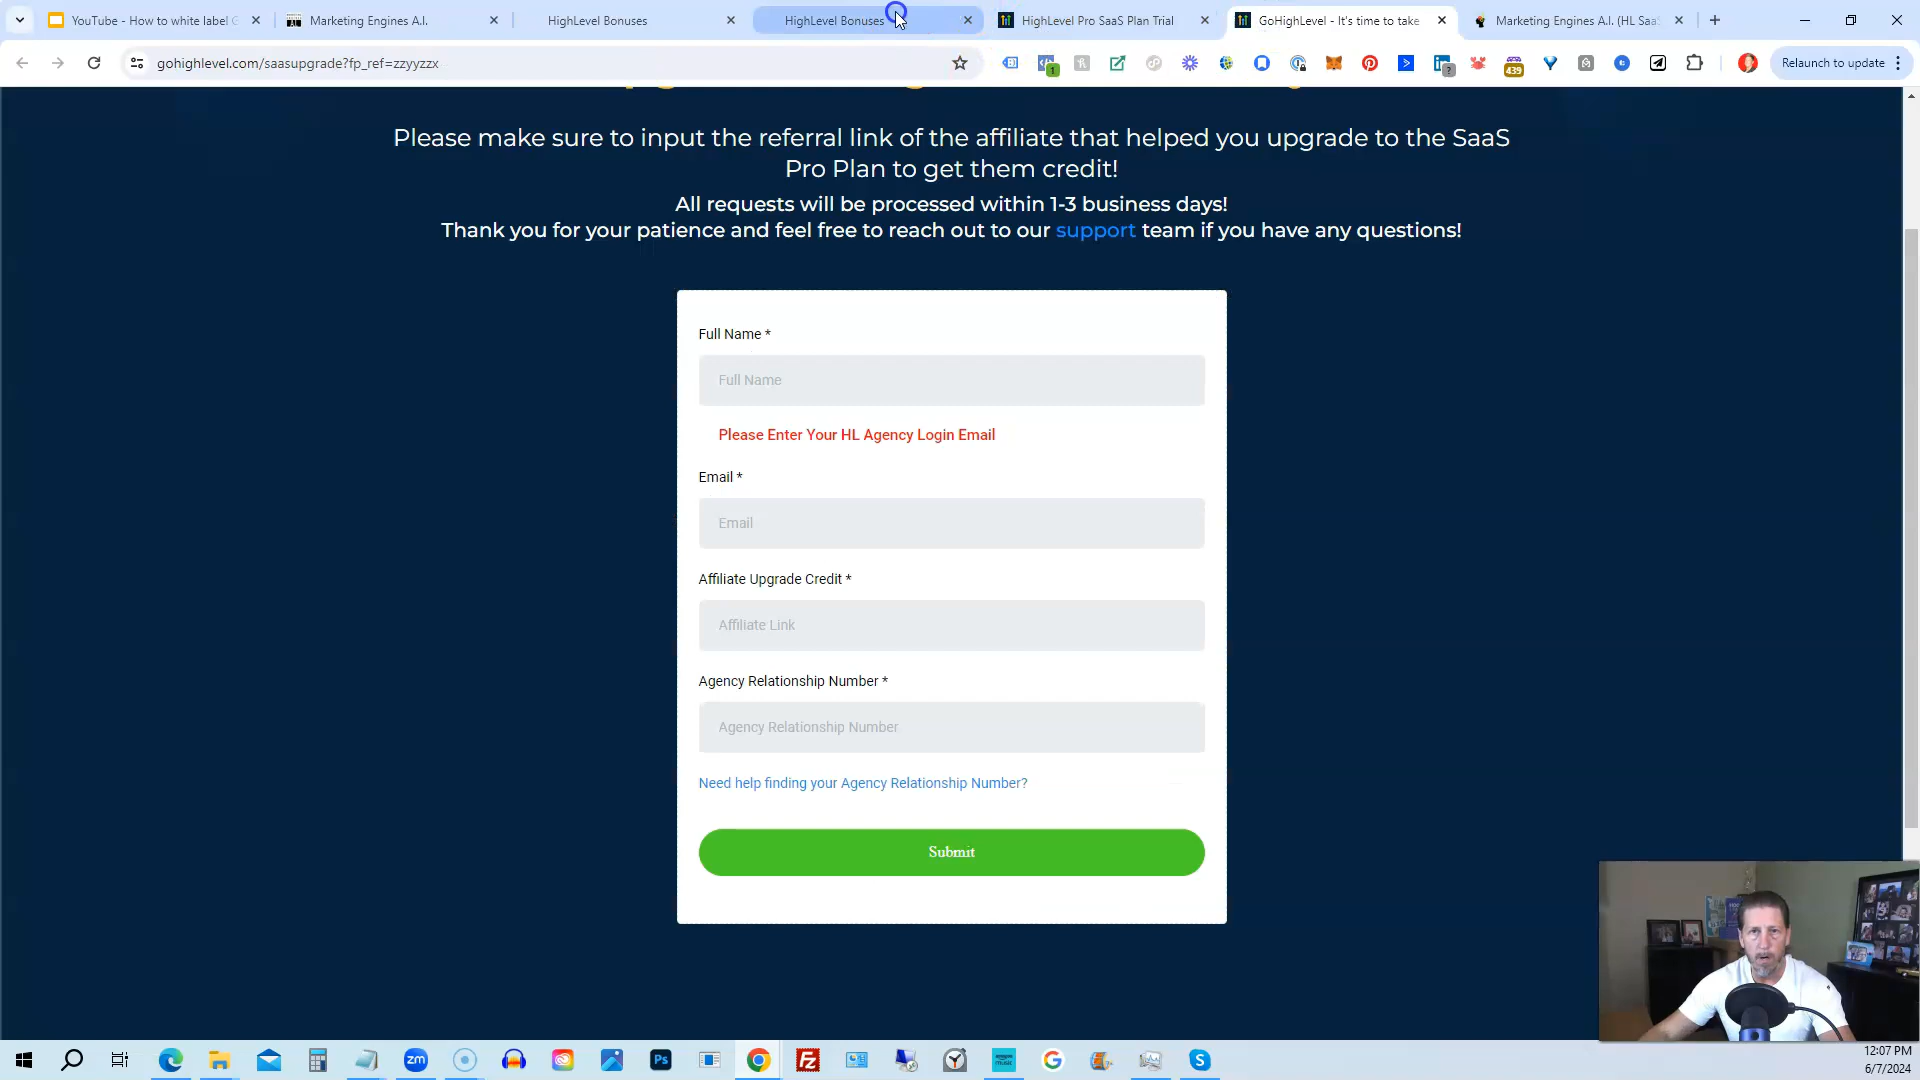 YouTube - How to white label G
Marketing Engines A.I.
HighLevel Bonuses
HighLevel Bonuses
HighLevel Pro SaaS Plan Trial
GoHighLevel - It's time to take
Marketing Engines A.I. (HL Saa
gohighlevel.com/saasupgrade?fp_ref=zzyyzzx
1
?
439
Relaunch to update
Please make sure to input the referral link of the affiliate that helped you upgrade to the SaaS
Pro Plan to get them credit!
All requests will be processed within 1-3 business days!
Thank you for your patience and feel free to reach out to our support team if you have any questions!
Full Name *
Full Name
Please Enter Your HL Agency Login Email
Email *
Email
Affiliate Upgrade Credit *
Affiliate Link
Agency Relationship Number *
Agency Relationship Number
Need help finding your Agency Relationship Number?
Submit
zm
Ps
music
12:07 PM
6/7/2024